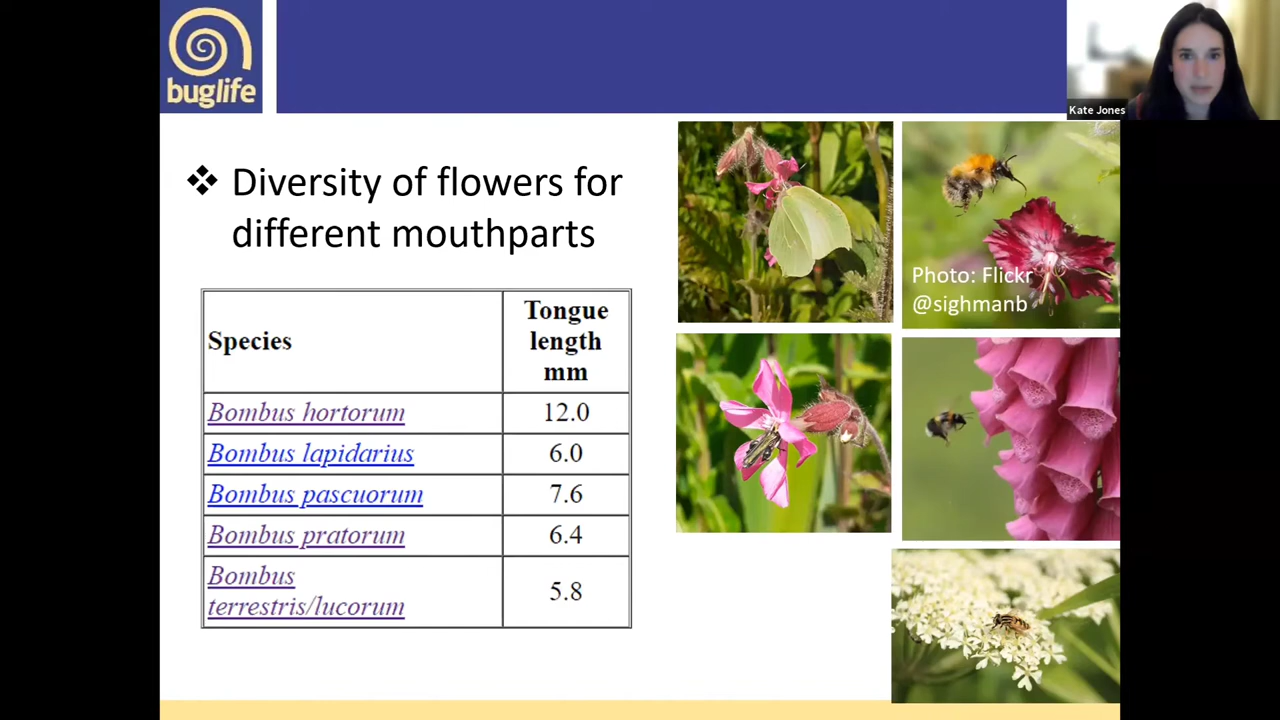 buglife
Kate Jones
❖ Diversity of flowers for
different mouthparts
Species
Tongue
length
mm
Bombus hortorum 12.0
Bombus lapidarius 6.0
Bombus pascuorum 7.6
Bombus pratorum 6.4
Bombus
terrestris/lucorum 5.8
Photo: Flickr
@sighmanb